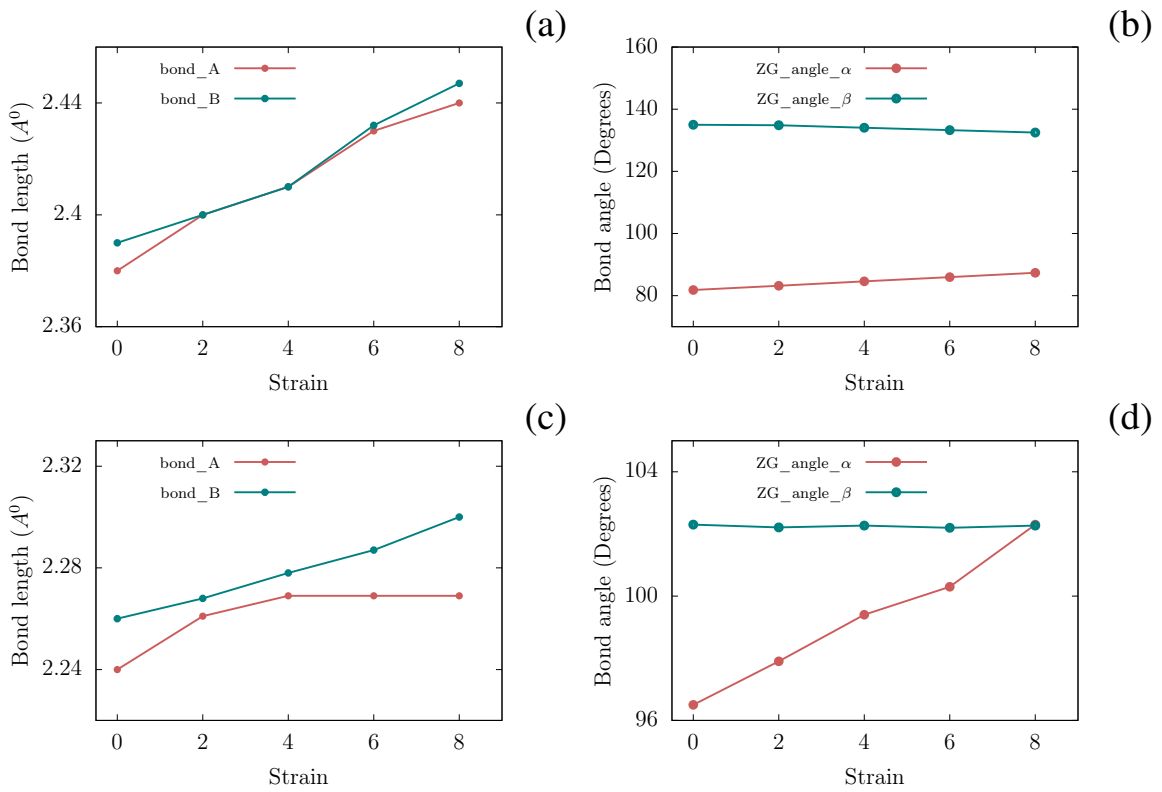 (a)
bond_A
bond_B
2.44
2.4
2.36
Bond length (A⁰)
0 2 4 6 8
Strain
(b)
ZG_angle_α
ZG_angle_β
160
140
120
100
80
Bond angle (Degrees)
0 2 4 6 8
Strain
(c)
bond_A
bond_B
2.32
2.28
2.24
Bond length (A⁰)
0 2 4 6 8
Strain
(d)
ZG_angle_α
ZG_angle_β
104
100
96
Bond angle (Degrees)
0 2 4 6 8
Strain